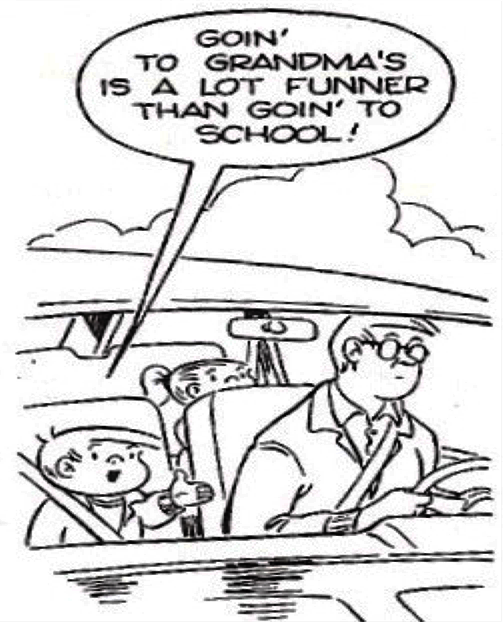 GOIN'
TO GRANDMA'S
IS A LOT FUNNER
THAN GOIN' TO
SCHOOL!